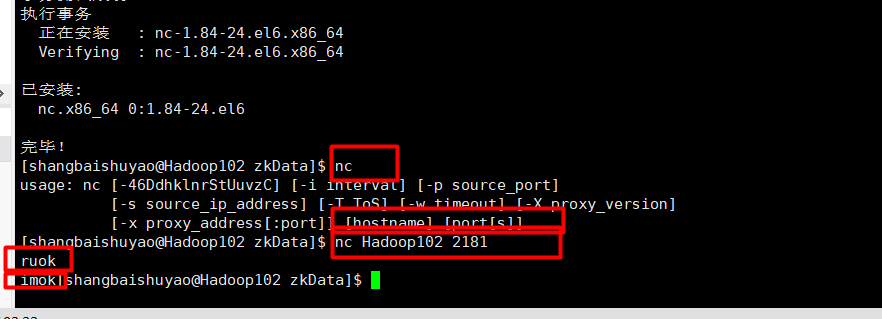 执行事务
正在安装   : nc-1.84-24.el6.x86_64
Verifying  : nc-1.84-24.el6.x86_64
已安装:
nc.x86_64 0:1.84-24.el6
完毕！
[shangbaishuyao@Hadoop102 zkData]$ nc
usage: nc [-46DdhklnrStUuvzC] [-i interval] [-p source_port]
[-s source_ip_address] [-T ToS] [-w timeout] [-X proxy_version]
[-x proxy_address[:port]] [hostname] [port[s]]
[shangbaishuyao@Hadoop102 zkData]$ nc Hadoop102 2181
ruok
imok[shangbaishuyao@Hadoop102 zkData]$